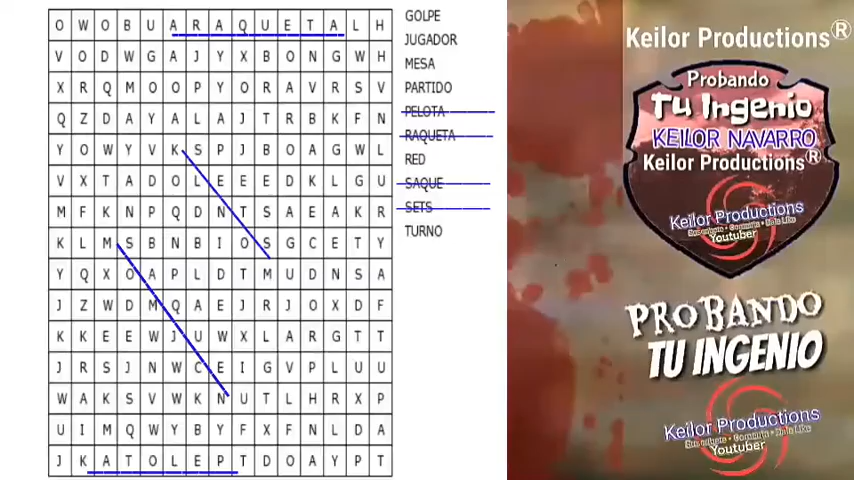 O W O B U A R A Q U E T A L H
V O D W G A J Y X B O N G W H
X R Q M O O P Y O R A V R S V
Q Z D A Y A L A J T R B K F N
Y O W Y V K S P J B O A G W L
V X T A D O L E E E D K L G U
M F K N P Q D N T S A E A K R
K L M S B N B I O S G C E T Y
Y Q X O A P L D T M U D N S A
J Z W D M Q A E J R J O X D F
K K E E W J U W X L A R G T T
J R S J N W C E I G V P L U U
W A K S V W K N U T L H R X P
U I M Q W Y B Y F X F N L D A
J K A T O L E P T D O A Y P T
GOLPE
JUGADOR
MESA
PARTIDO
PELOTA
RAQUETA
RED
SAQUE
SETS
TURNO
Keilor Productions®
Probando
Tu Ingenio
KEILOR NAVARRO
Keilor Productions®
Keilor Productions
Youtuber
PROBANDO
TU INGENIO
Keilor Productions
Youtuber